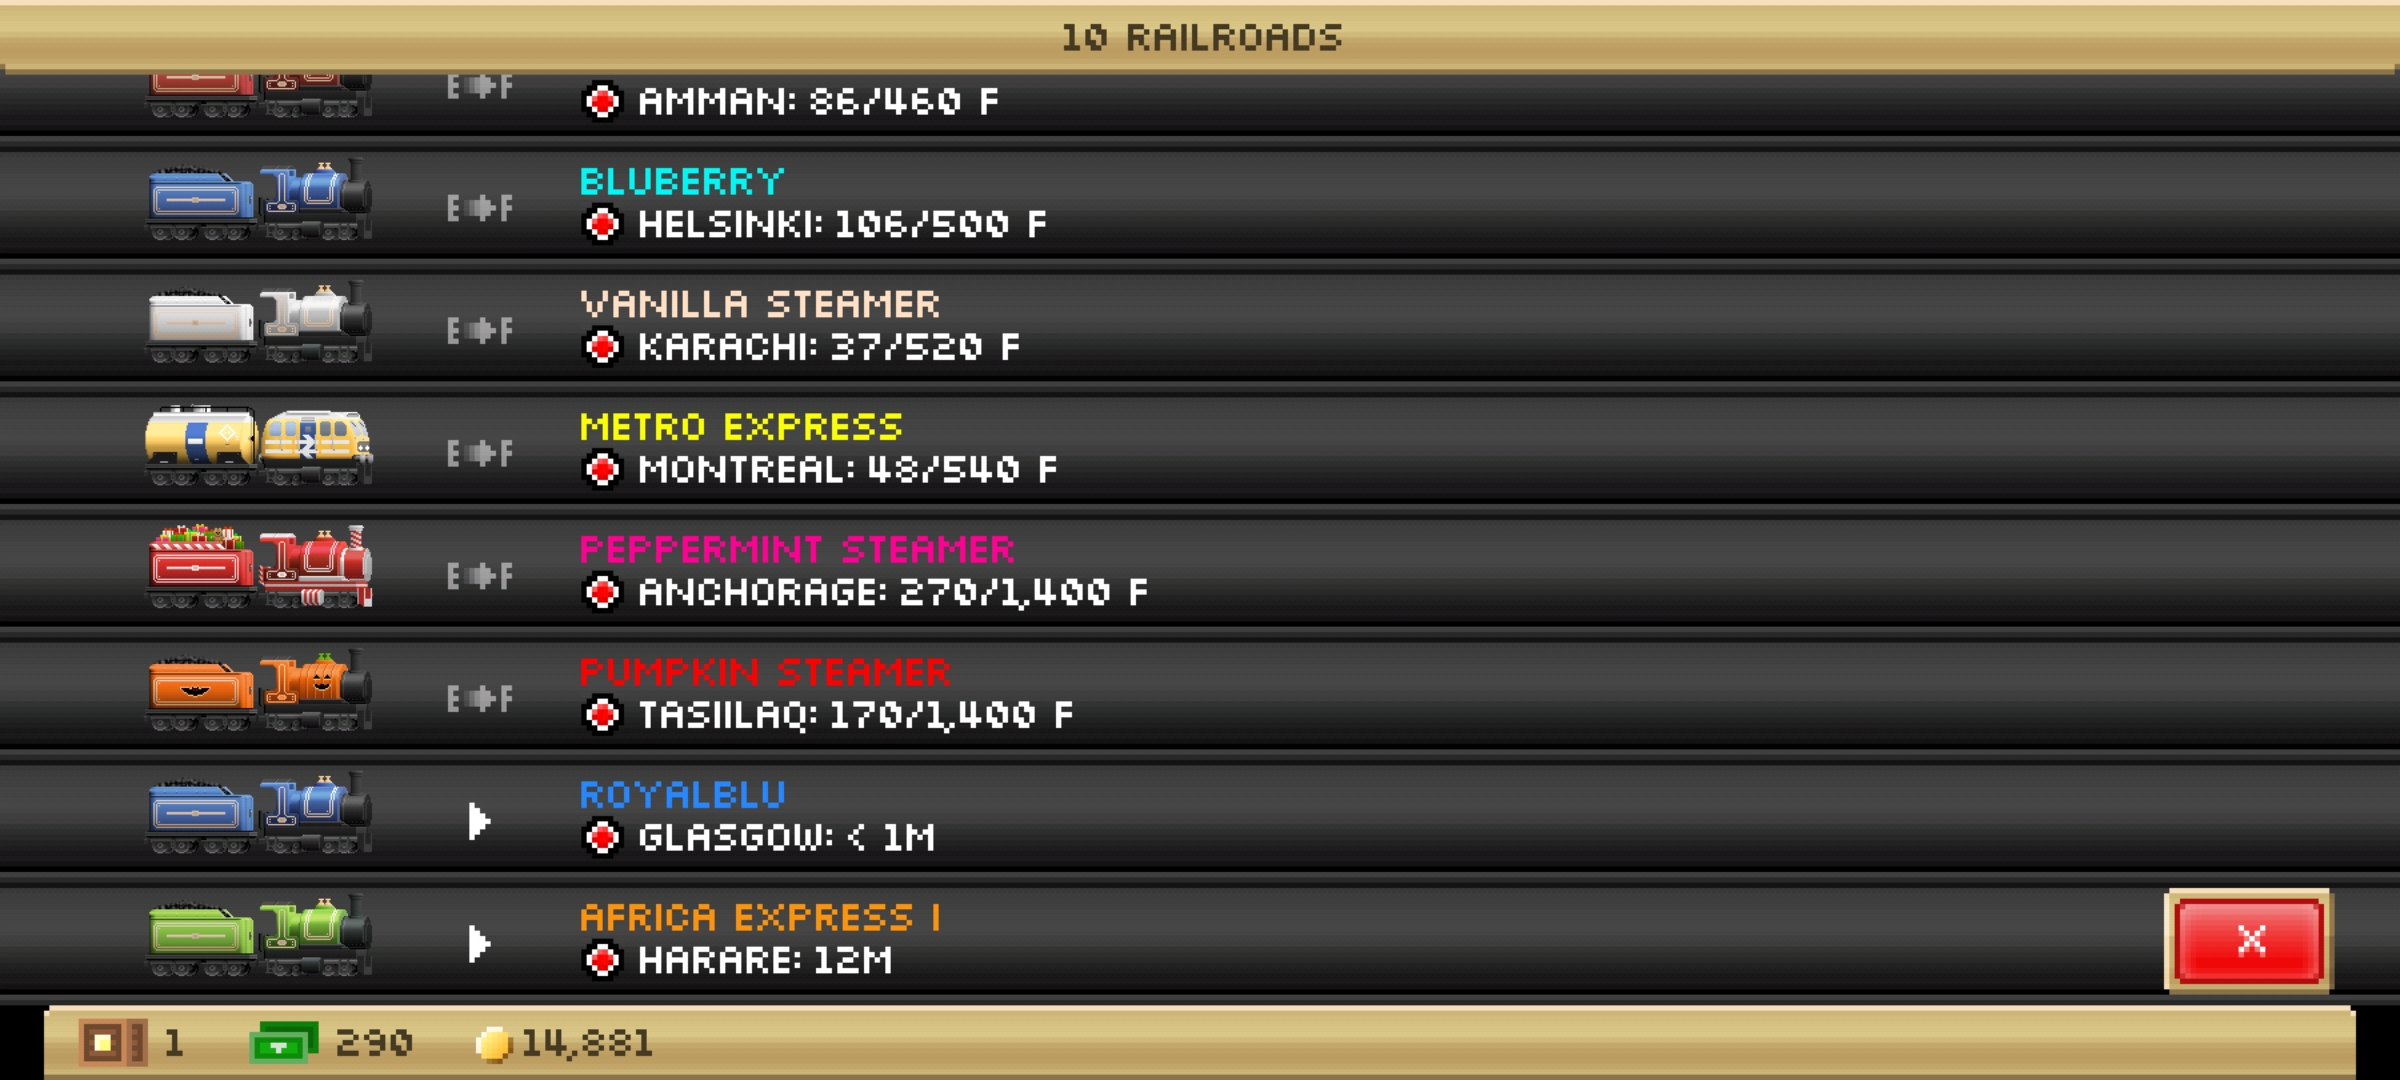 10 RAILROADS
E F
AMMAN: 86/460 F
BLUBERRY
E F
HELSINKI: 106/500 F
VANILLA STEAMER
E F
KARACHI: 37/520 F
METRO EXPRESS
E F
MONTREAL: 48/540 F
PEPPERMINT STEAMER
E F
ANCHORAGE: 270/1,400 F
PUMPKIN STEAMER
E F
TASIILAQ: 170/1,400 F
ROYALBLU
GLASGOW: < 1M
AFRICA EXPRESS I
HARARE: 12M
X
1 290 14,881